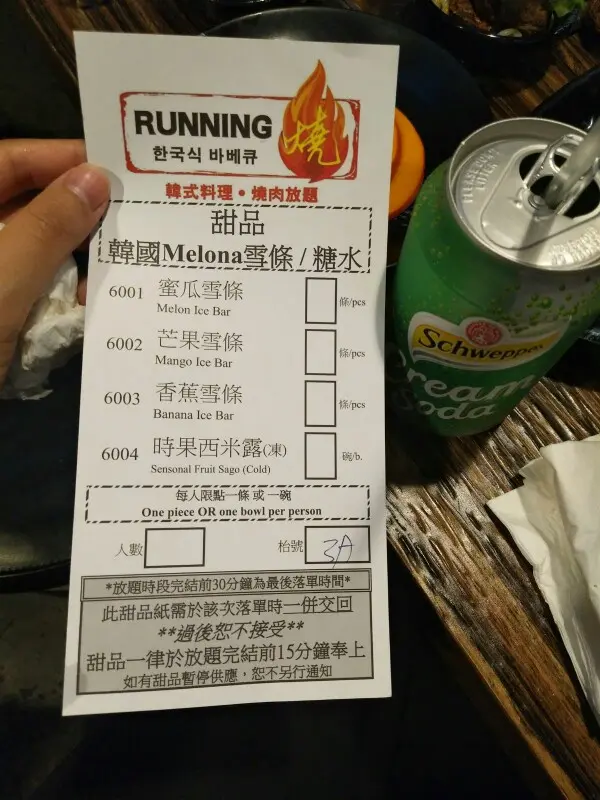 RUNNING 燒
한국식 바베큐
韓式料理 • 燒肉放題
甜品
韓國Melona雪條 / 糖水
6001 蜜瓜雪條 條/pcs
Melon Ice Bar
6002 芒果雪條 條/pcs
Mango Ice Bar
6003 香蕉雪條 條/pcs
Banana Ice Bar
6004 時果西米露(凍) 碗/b.
Sensonal Fruit Sago (Cold)
每人限點一條 或 一碗
One piece OR one bowl per person
人數 枱號 3A
*放題時段完結前30分鐘為最後落單時間*
此甜品紙需於該次落單時一併交回
**過後恕不接受**
甜品一律於放題完結前15分鐘奉上
如有甜品暫停供應，恕不另行通知
Schweppes
Cream
Soda